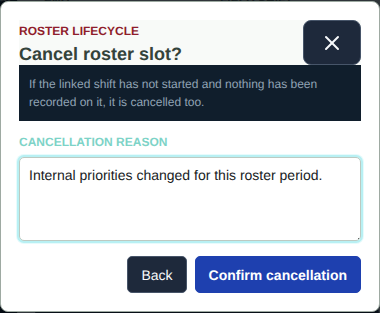 ROSTER LIFECYCLE
Cancel roster slot?
If the linked shift has not started and nothing has been
recorded on it, it is cancelled too.
CANCELLATION REASON
Internal priorities changed for this roster period.
Back
Confirm cancellation